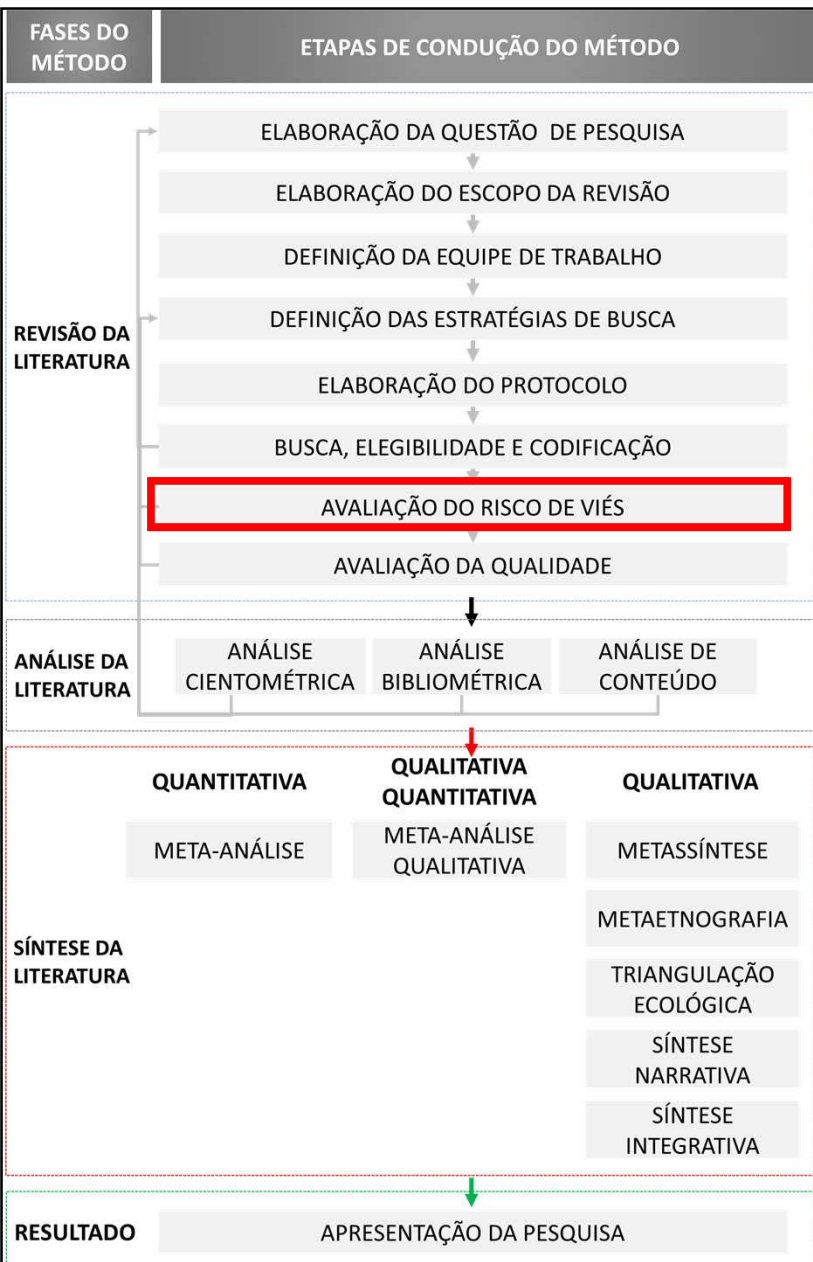 FASES DO
MÉTODO
ETAPAS DE CONDUÇÃO DO MÉTODO
REVISÃO DA
LITERATURA
ELABORAÇÃO DA QUESTÃO DE PESQUISA
ELABORAÇÃO DO ESCOPO DA REVISÃO
DEFINIÇÃO DA EQUIPE DE TRABALHO
DEFINIÇÃO DAS ESTRATÉGIAS DE BUSCA
ELABORAÇÃO DO PROTOCOLO
BUSCA, ELEGIBILIDADE E CODIFICAÇÃO
AVALIAÇÃO DO RISCO DE VIÉS
AVALIAÇÃO DA QUALIDADE
ANÁLISE DA
LITERATURA
ANÁLISE
CIENTOMÉTRICA
ANÁLISE
BIBLIOMÉTRICA
ANÁLISE DE
CONTEÚDO
SÍNTESE DA
LITERATURA
QUANTITATIVA
META-ANÁLISE
QUALITATIVA
QUANTITATIVA
META-ANÁLISE
QUALITATIVA
QUALITATIVA
METASSÍNTESE
METAETNOGRAFIA
TRIANGULAÇÃO
ECOLÓGICA
SÍNTESE
NARRATIVA
SÍNTESE
INTEGRATIVA
RESULTADO
APRESENTAÇÃO DA PESQUISA